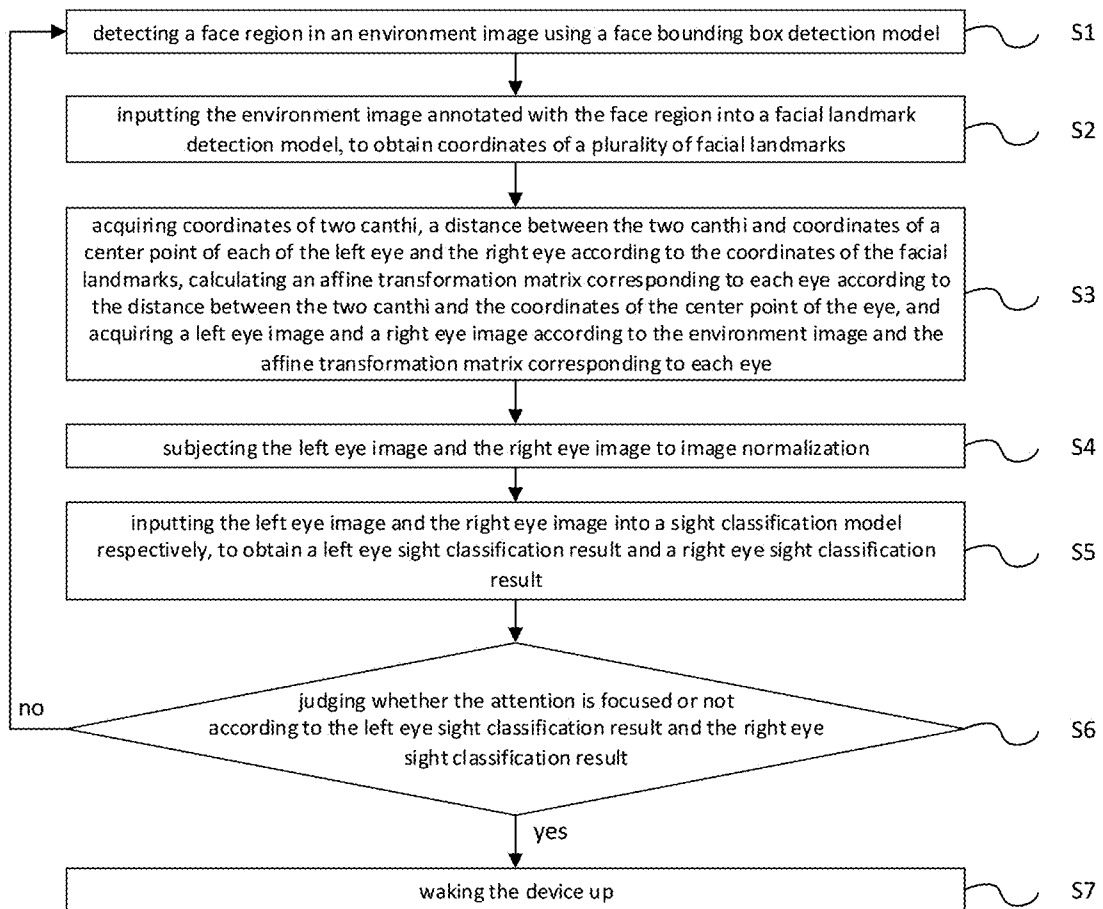 detecting a face region in an environment image using a face bounding box detection model
S1
inputting the environment image annotated with the face region into a facial landmark
detection model, to obtain coordinates of a plurality of facial landmarks
S2
acquiring coordinates of two canthi, a distance between the two canthi and coordinates of a
center point of each of the left eye and the right eye according to the coordinates of the facial
landmarks, calculating an affine transformation matrix corresponding to each eye according to
the distance between the two canthi and the coordinates of the center point of the eye, and
acquiring a left eye image and a right eye image according to the environment image and the
affine transformation matrix corresponding to each eye
S3
subjecting the left eye image and the right eye image to image normalization
S4
inputting the left eye image and the right eye image into a sight classification model
respectively, to obtain a left eye sight classification result and a right eye sight classification
result
S5
no
judging whether the attention is focused or not
according to the left eye sight classification result and the right eye
sight classification result
S6
yes
waking the device up
S7